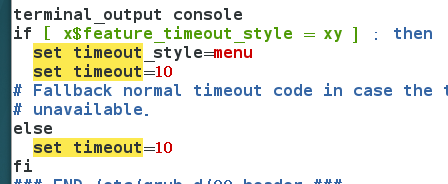 terminal_output console
if [ x$feature_timeout_style = xy ] : then
set timeout_style=menu
set timeout=10
# Fallback normal timeout code in case the t
# unavailable.
else
set timeout=10
fi
### END /etc/grub.d/00_header ###